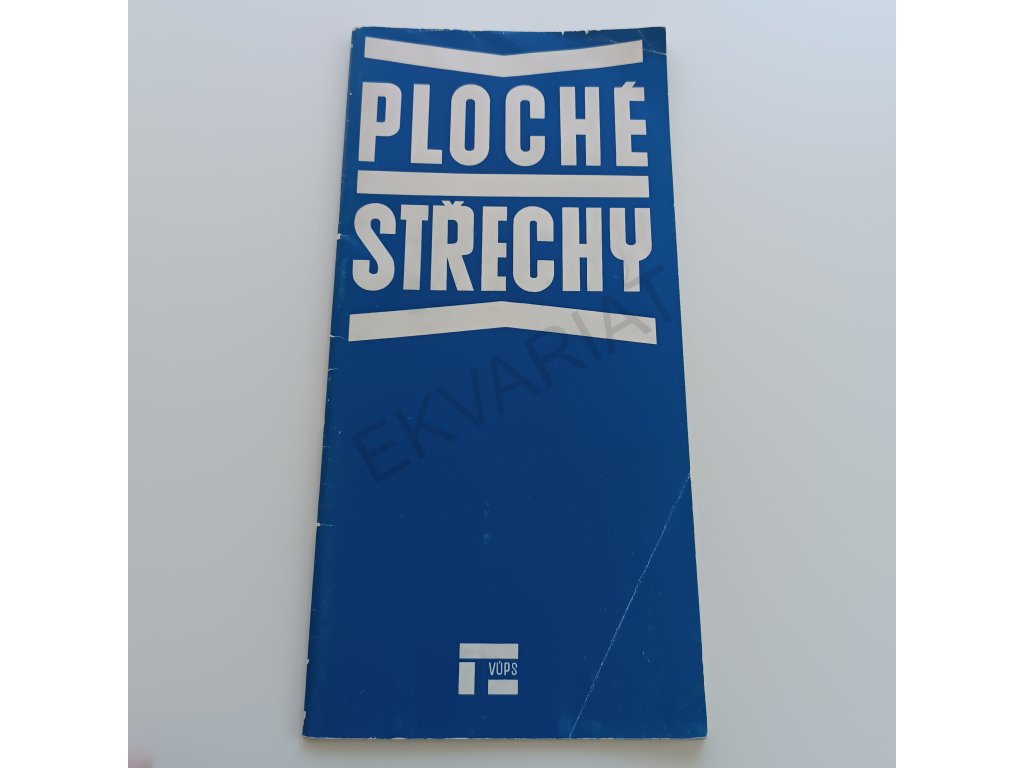 PLOCHÉ
STŘECHY
EKVARIAT
VÚPS